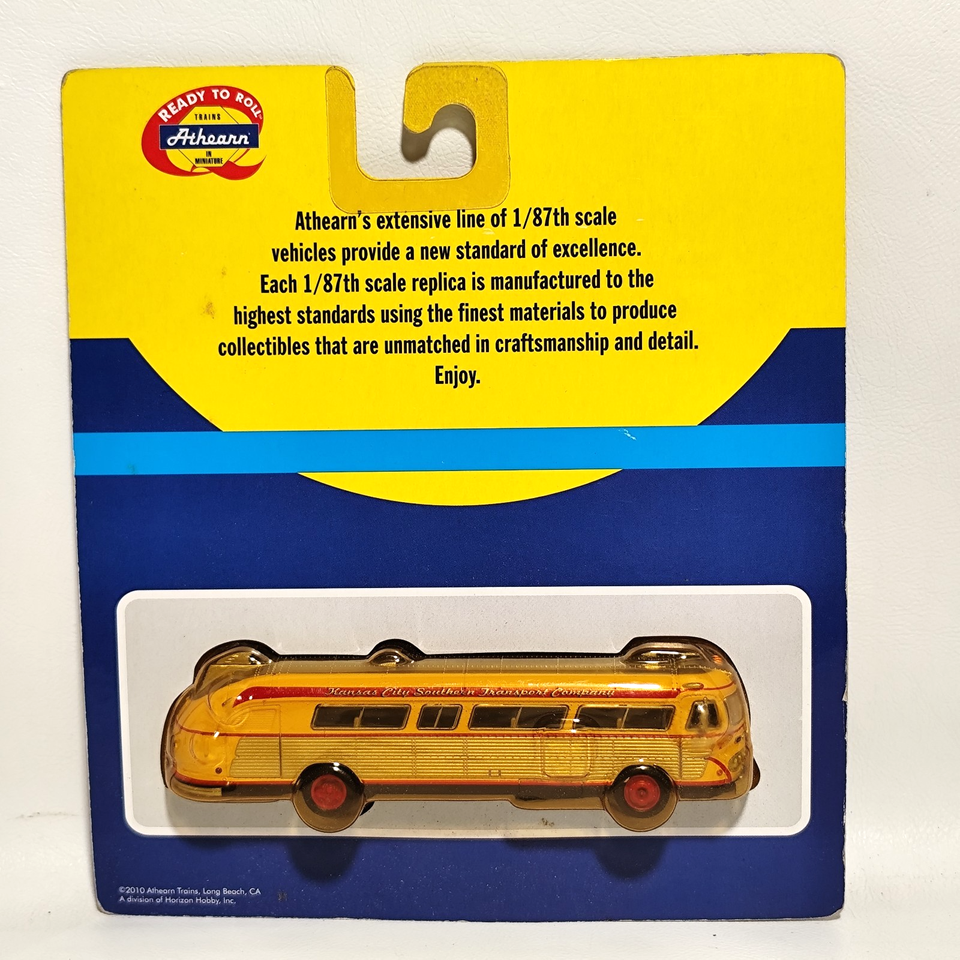 READY TO ROLL
TRAINS
Athearn
IN
MINIATURE
Athearn's extensive line of 1/87th scale
vehicles provide a new standard of excellence.
Each 1/87th scale replica is manufactured to the
highest standards using the finest materials to produce
collectibles that are unmatched in craftsmanship and detail.
Enjoy.
Kansas City Southern Transport Company
©2010 Athearn Trains, Long Beach, CA
A division of Horizon Hobby, Inc.